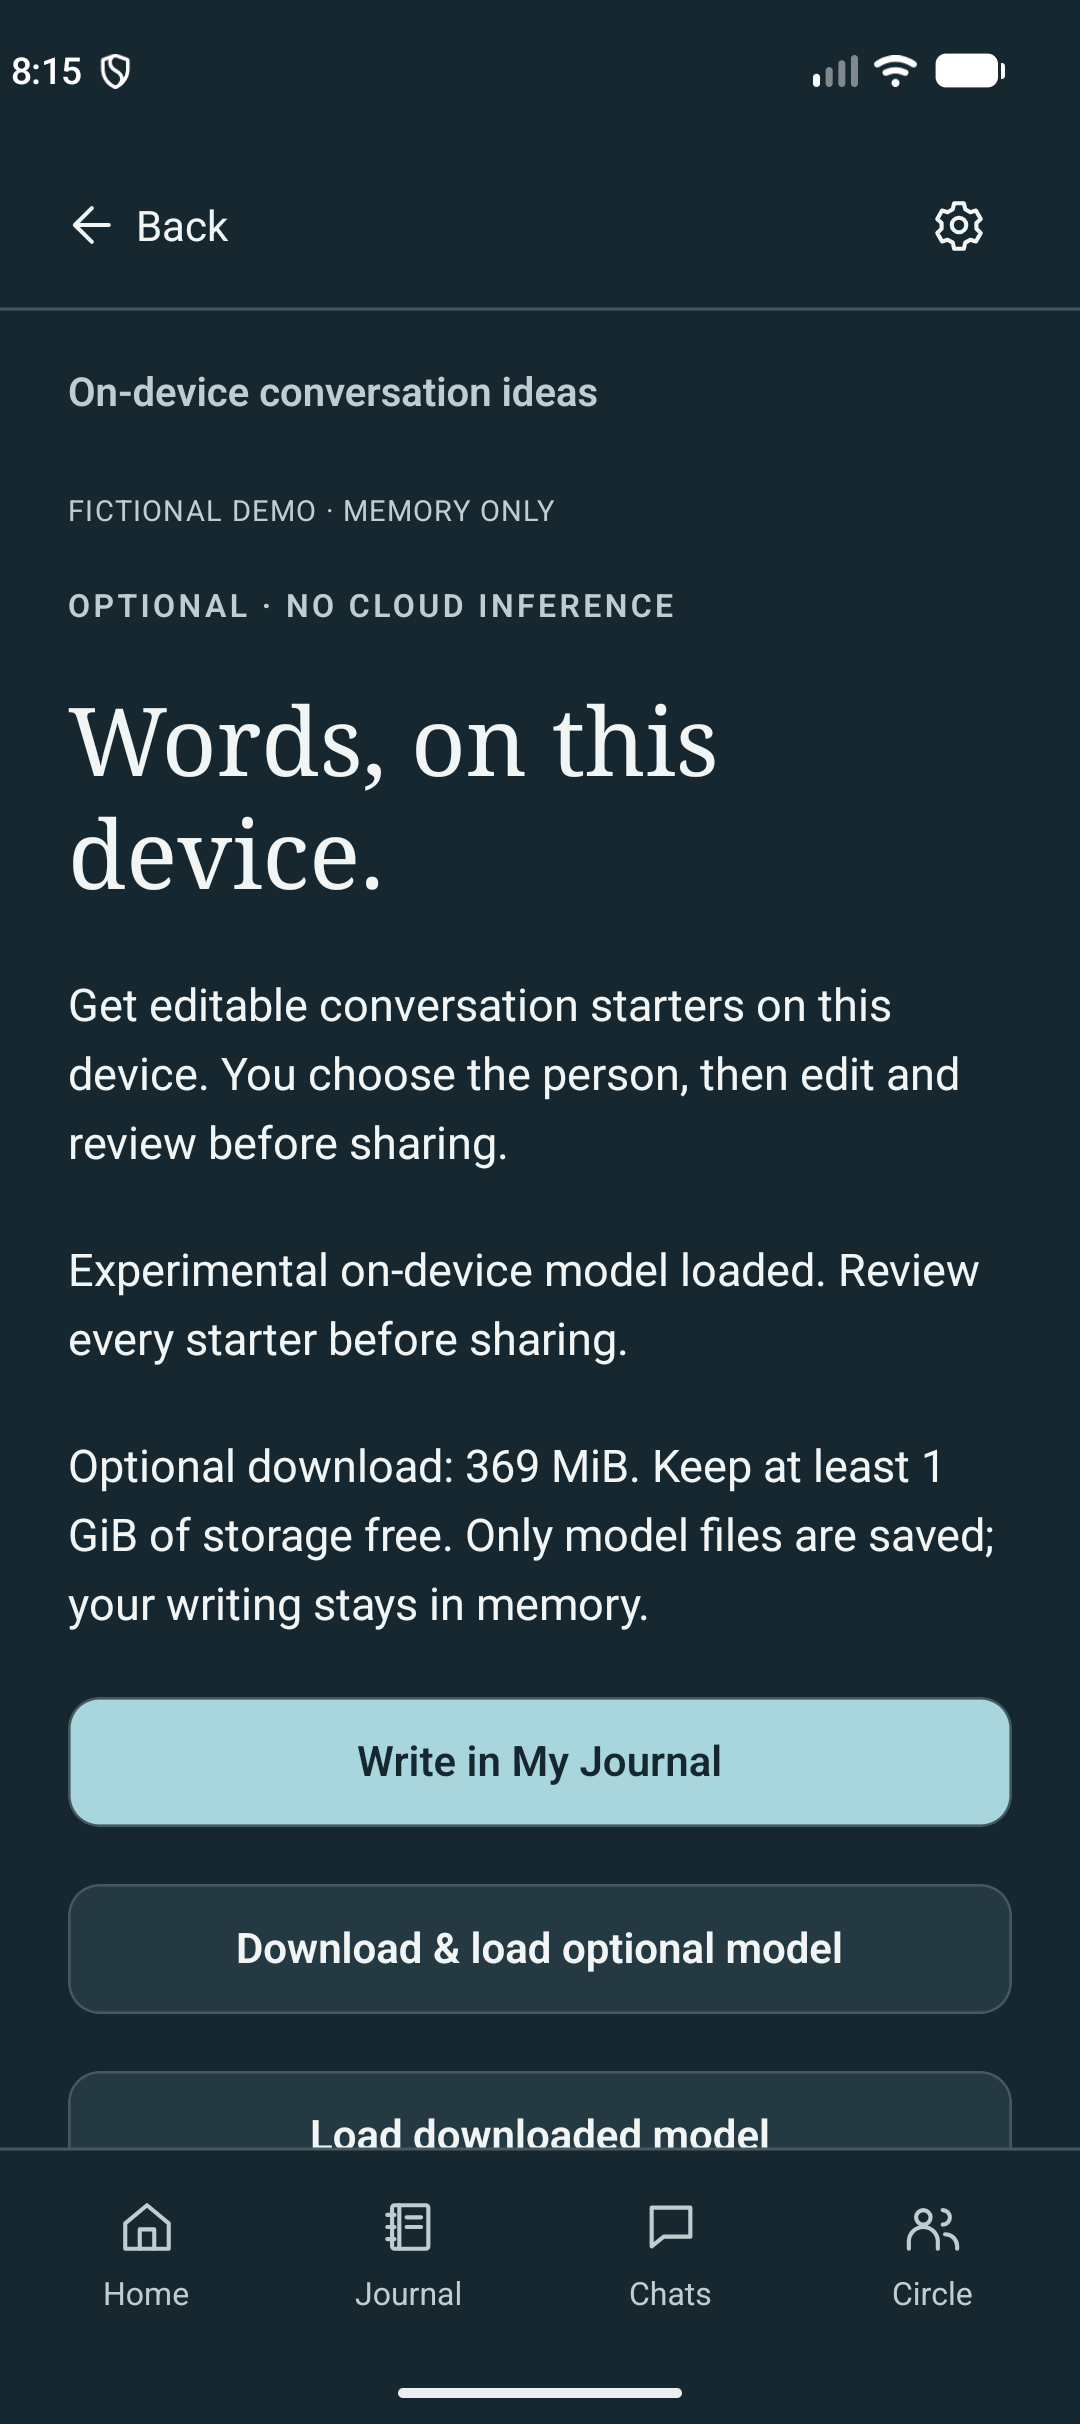 8:15
Back
On-device conversation ideas
FICTIONAL DEMO · MEMORY ONLY
OPTIONAL · NO CLOUD INFERENCE
Words, on this
device.
Get editable conversation starters on this
device. You choose the person, then edit and
review before sharing.
Experimental on-device model loaded. Review
every starter before sharing.
Optional download: 369 MiB. Keep at least 1
GiB of storage free. Only model files are saved;
your writing stays in memory.
Write in My Journal
Download & load optional model
Load downloaded model
Home
Journal
Chats
Circle